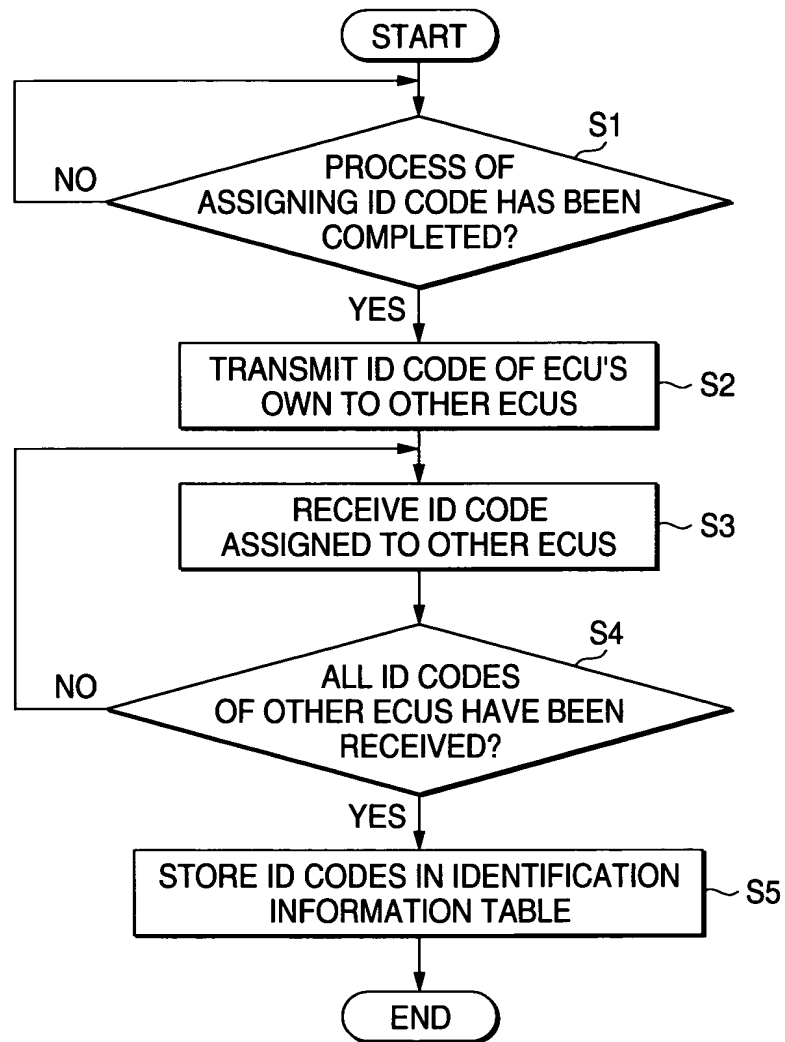 START
S1
PROCESS OF
ASSIGNING ID CODE HAS BEEN
COMPLETED?
NO
YES
TRANSMIT ID CODE OF ECU'S
OWN TO OTHER ECUS
S2
RECEIVE ID CODE
ASSIGNED TO OTHER ECUS
S3
S4
ALL ID CODES
OF OTHER ECUS HAVE BEEN
RECEIVED?
NO
YES
STORE ID CODES IN IDENTIFICATION
INFORMATION TABLE
S5
END